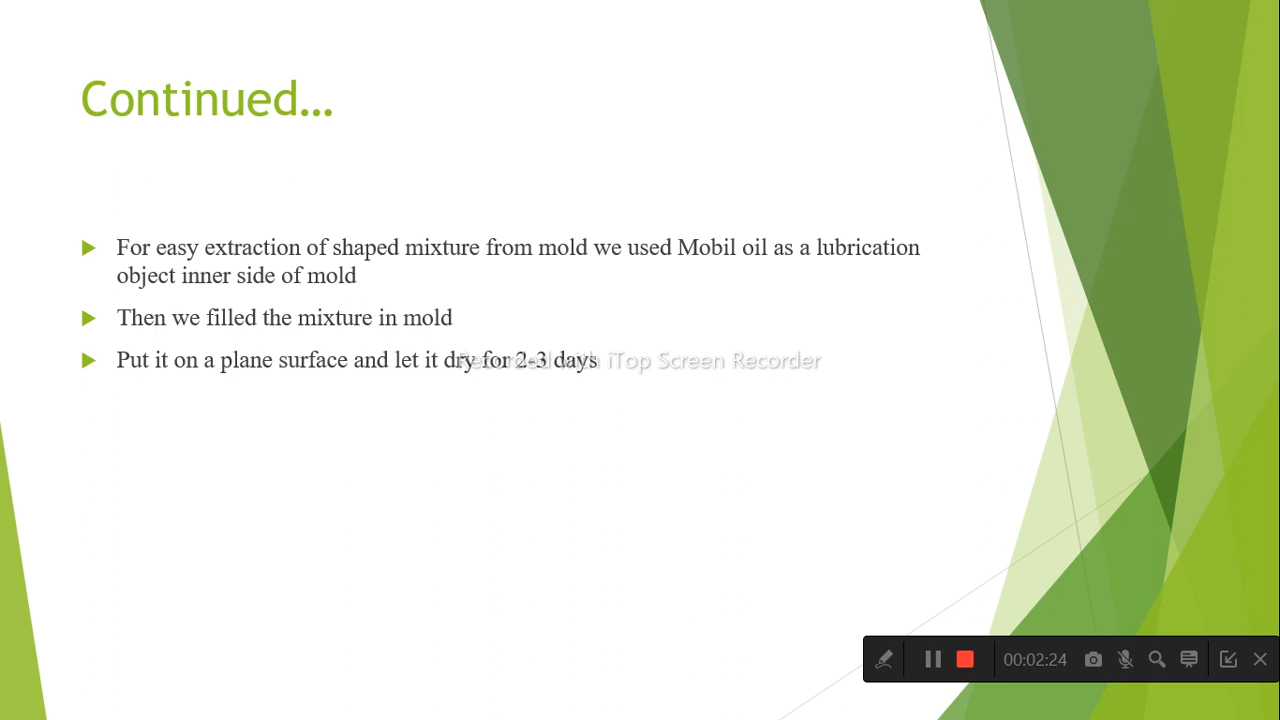 Continued…
For easy extraction of shaped mixture from mold we used Mobil oil as a lubrication
object inner side of mold
Then we filled the mixture in mold
Put it on a plane surface and let it dry for 2-3 days
Recorded with iTop Screen Recorder
00:02:24